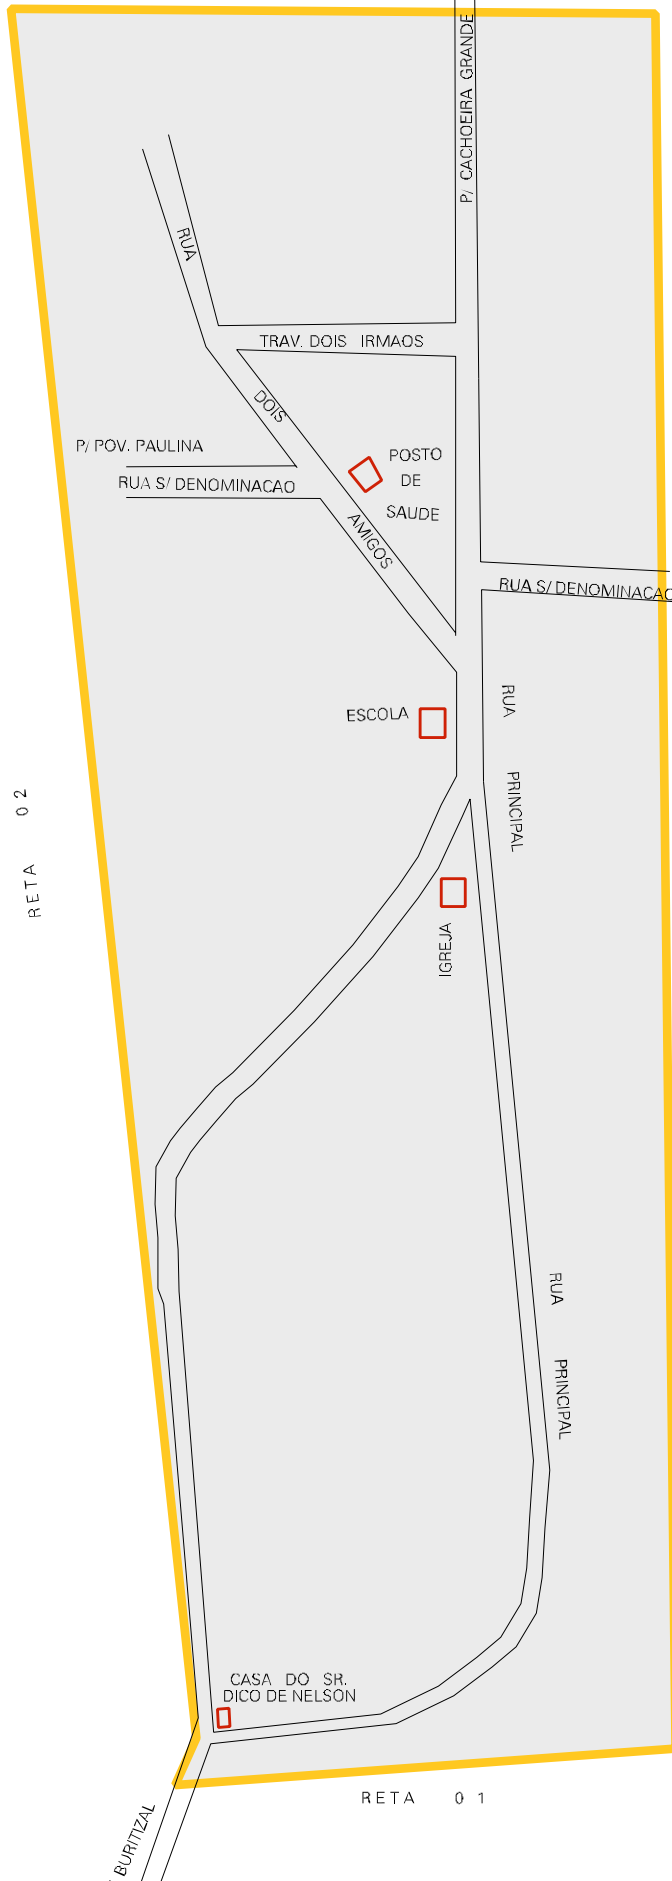 P/ CACHOEIRA GRANDE
RUA
TRAV. DOIS IRMAOS
DOIS
P/ POV. PAULINA
RUA S/ DENOMINACAO
POSTO
DE
SAUDE
AMIGOS
RUA S/ DENOMINACAO
ESCOLA
RUA
PRINCIPAL
RETA 02
IGREJA
RUA
PRINCIPAL
CASA DO SR.
DICO DE NELSON
RETA 01
BURITIZAL